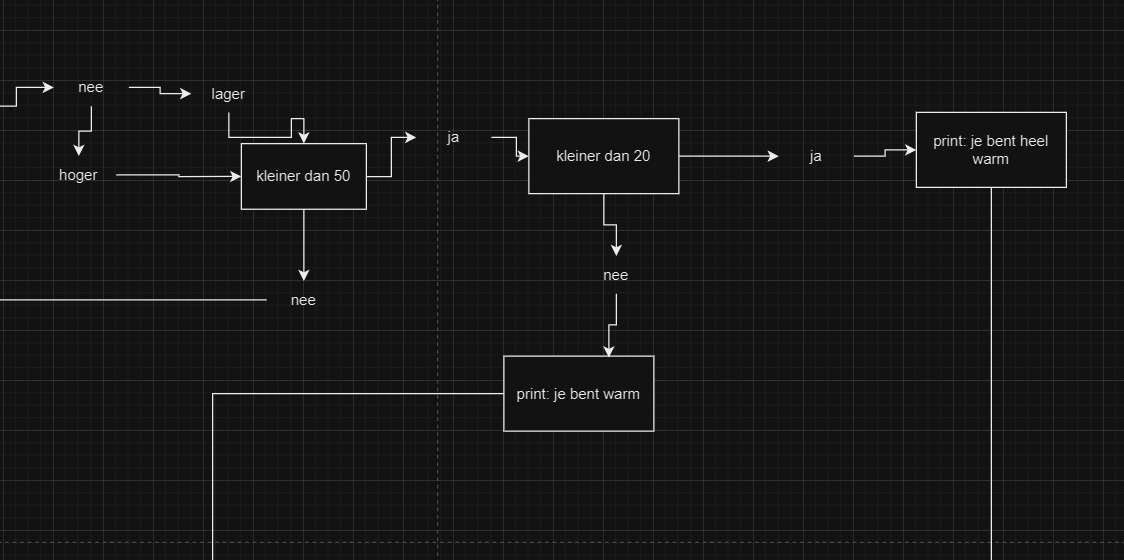 nee
lager
hoger
kleiner dan 50
ja
kleiner dan 20
ja
print: je bent heel
warm
nee
nee
print: je bent warm